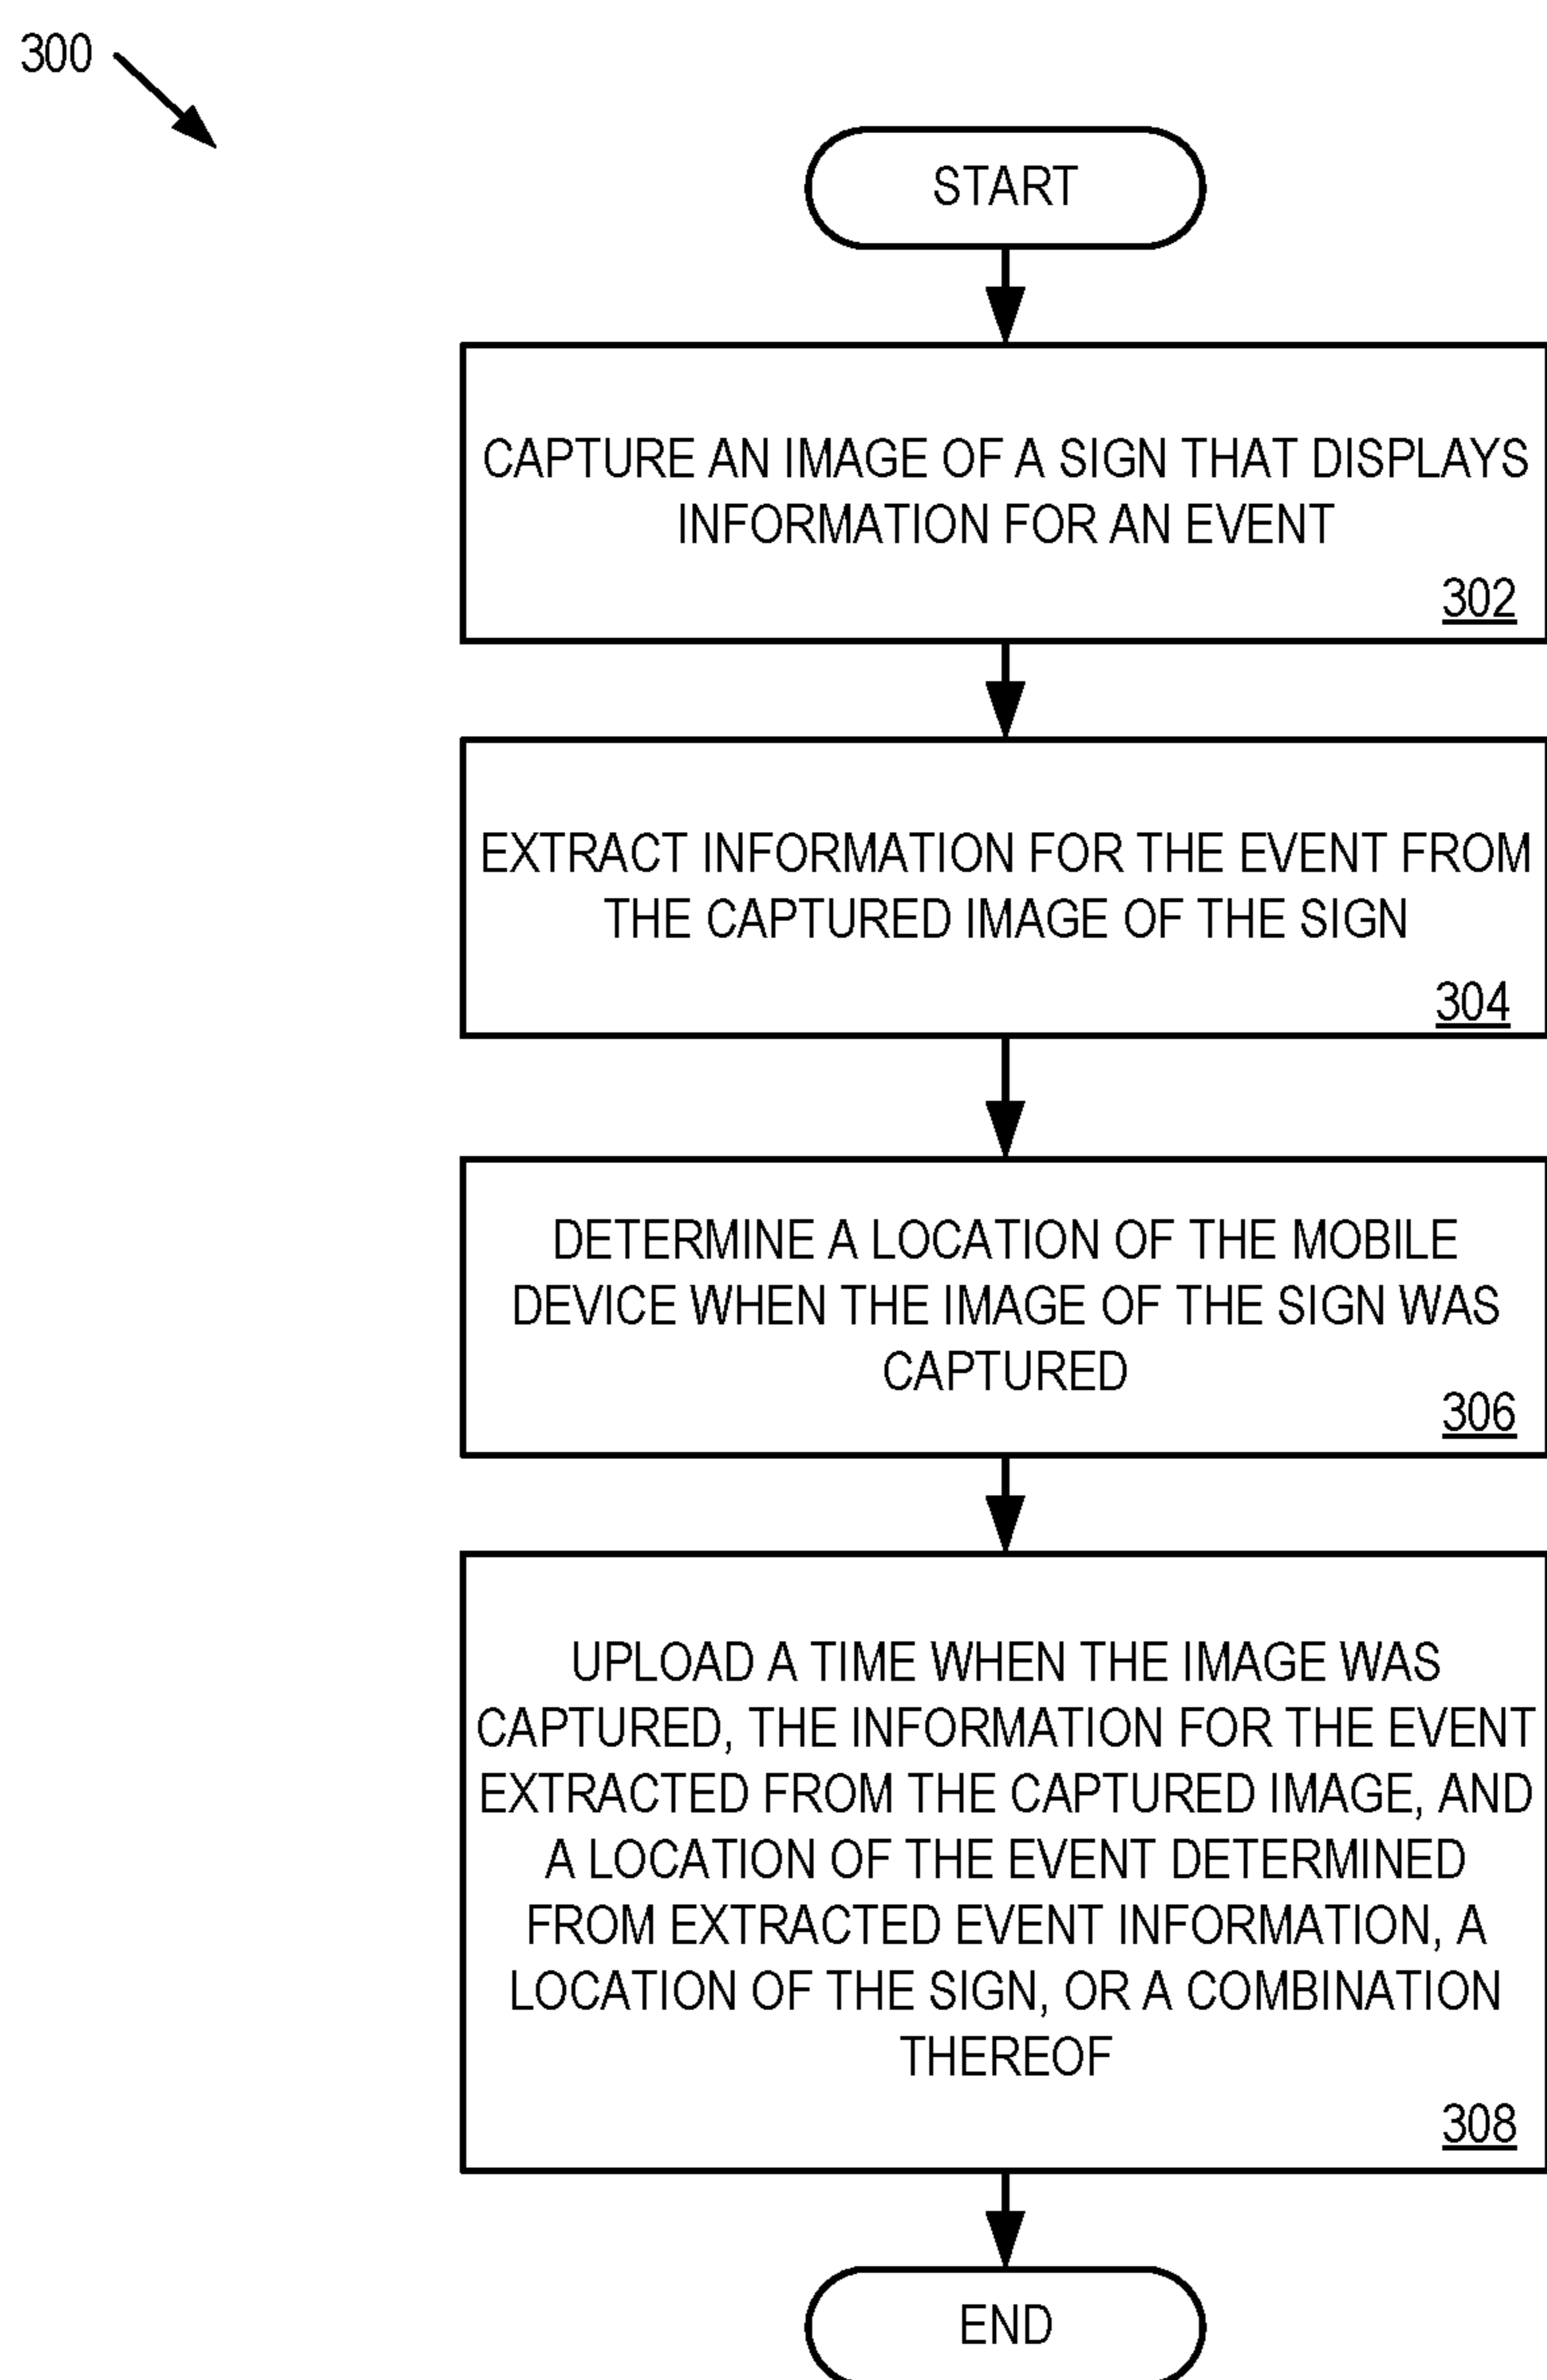 300
START
CAPTURE AN IMAGE OF A SIGN THAT DISPLAYS
INFORMATION FOR AN EVENT
302
EXTRACT INFORMATION FOR THE EVENT FROM
THE CAPTURED IMAGE OF THE SIGN
304
DETERMINE A LOCATION OF THE MOBILE
DEVICE WHEN THE IMAGE OF THE SIGN WAS
CAPTURED
306
UPLOAD A TIME WHEN THE IMAGE WAS
CAPTURED, THE INFORMATION FOR THE EVENT
EXTRACTED FROM THE CAPTURED IMAGE, AND
A LOCATION OF THE EVENT DETERMINED
FROM EXTRACTED EVENT INFORMATION, A
LOCATION OF THE SIGN, OR A COMBINATION
THEREOF
308
END